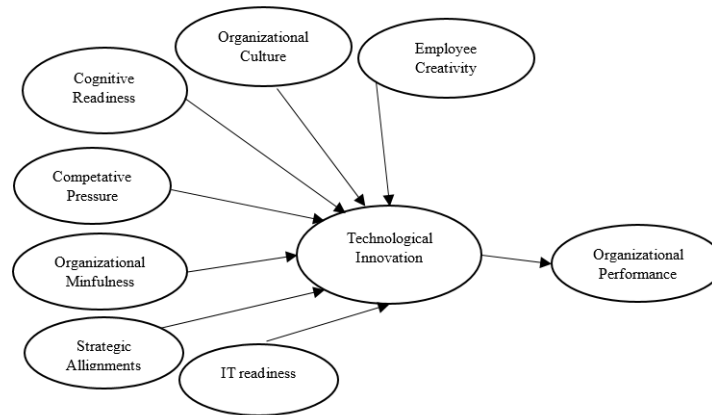 Organizational
Culture
Employee
Creativity
Cognitive
Readiness
Competative
Pressure
Technological
Innovation
Organizational
Performance
Organizational
Minfulness
Strategic
Allignments
IT readiness